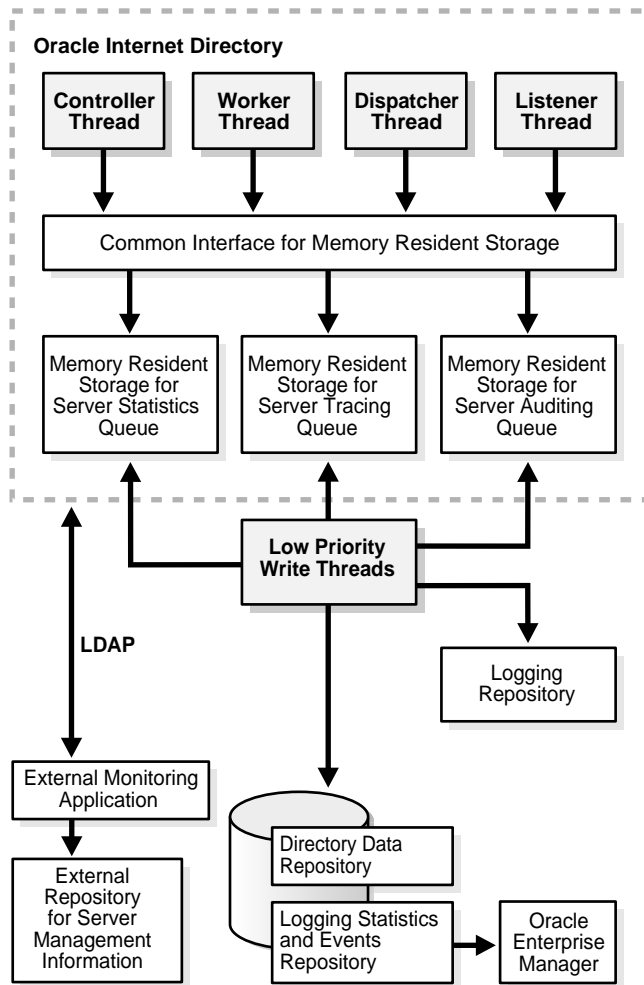 Oracle Internet Directory
Controller
Thread
Worker
Thread
Dispatcher
Thread
Listener
Thread
Common Interface for Memory Resident Storage
Memory Resident
Storage for
Server Statistics
Queue
Memory Resident
Storage for
Server Tracing
Queue
Memory Resident
Storage for
Server Auditing
Queue
Low Priority
Write Threads
LDAP
Logging
Repository
External Monitoring
Application
External
Repository
for Server
Management
Information
Directory Data
Repository
Logging Statistics
and Events
Repository
Oracle
Enterprise
Manager